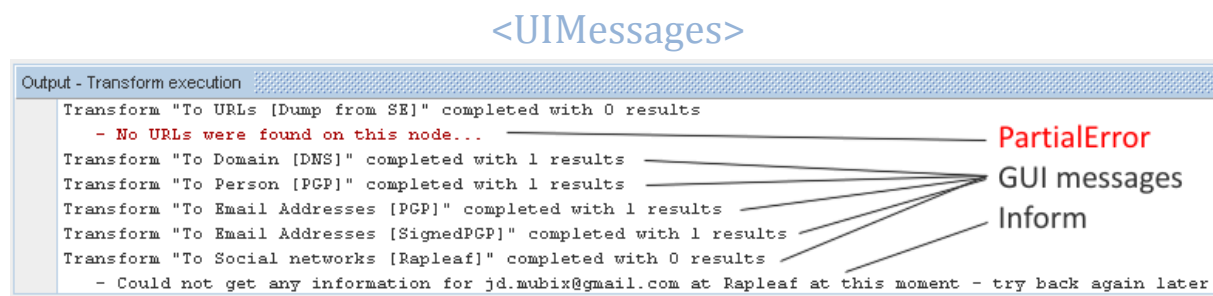 <UIMessages>
Output - Transform execution
Transform "To URLs [Dump from SE]" completed with 0 results
- No URLs were found on this node...
Transform "To Domain [DNS]" completed with 1 results
Transform "To Person [PGP]" completed with 1 results
Transform "To Email Addresses [PGP]" completed with 1 results
Transform "To Email Addresses [SignedPGP]" completed with 1 results
Transform "To Social networks [Rapleaf]" completed with 0 results
- Could not get any information for jd.mubix@gmail.com at Rapleaf at this moment - try back again later
PartialError
GUI messages
Inform